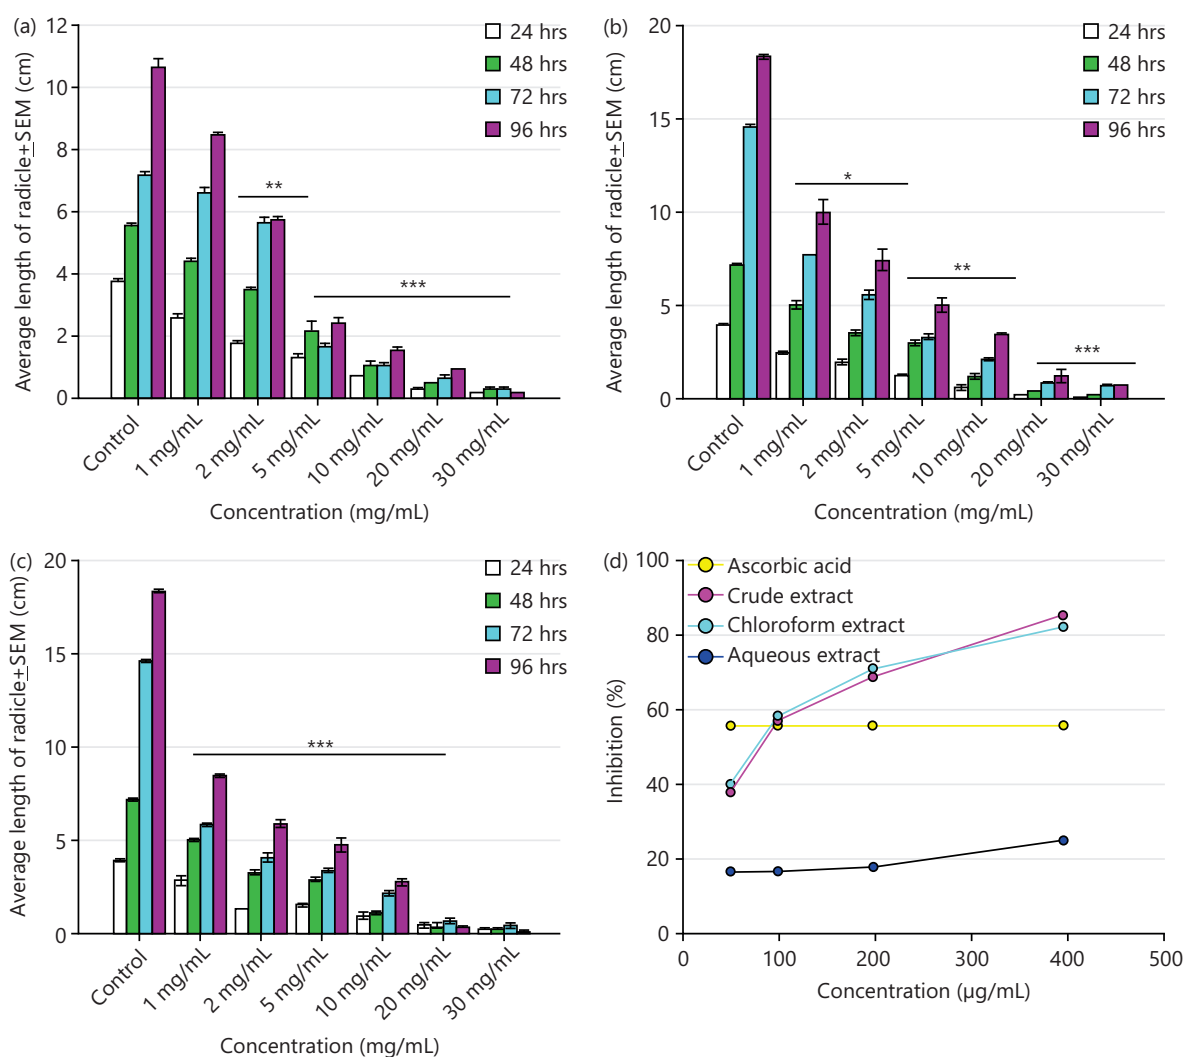 (a)
Average length of radicle±SEM (cm)
12
10
8
6
4
2
0
24 hrs
48 hrs
72 hrs
96 hrs
**
***
Control
1 mg/mL
2 mg/mL
5 mg/mL
10 mg/mL
20 mg/mL
30 mg/mL
Concentration (mg/mL)
(b)
Average length of radicle±SEM (cm)
20
15
10
5
0
24 hrs
48 hrs
72 hrs
96 hrs
*
**
***
Control
1 mg/mL
2 mg/mL
5 mg/mL
10 mg/mL
20 mg/mL
30 mg/mL
Concentration (mg/mL)
(c)
Average length of radicle±SEM (cm)
20
15
10
5
0
24 hrs
48 hrs
72 hrs
96 hrs
***
Control
1 mg/mL
2 mg/mL
5 mg/mL
10 mg/mL
20 mg/mL
30 mg/mL
Concentration (mg/mL)
(d)
Inhibition (%)
100
80
60
40
20
0
Ascorbic acid
Crude extract
Chloroform extract
Aqueous extract
0 100 200 300 400 500
Concentration (µg/mL)